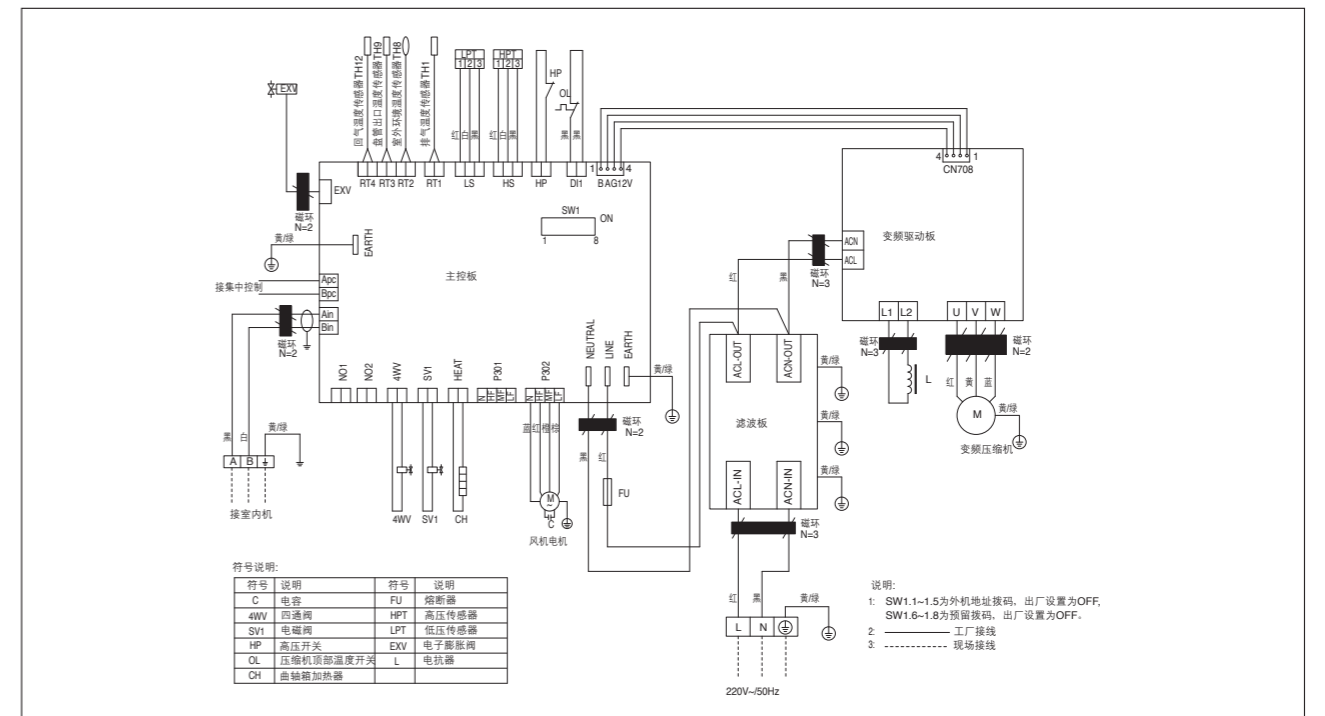 回气温度传感器TH12
盘管出口温度传感器TH9
室外环境温度传感器TH8
排气温度传感器TH1
LPT
1 2 3
HPT
1 2 3
HP
OL
EXV
红 白 黑
红 白 黑
黑 黑
RT4 RT3 RT2 RT1 LS HS HP DI1
1 4
BAG12V
4 1
CN708
EXV
磁环
N=2
黄/绿
EARTH
SW1
ON
1 8
主控板
变频驱动板
ACN
ACL
磁环
N=3
红
黑
接集中控制
Apc
Bpc
Ain
Bin
磁环
N=2
L1 L2
U V W
磁环
N=3
磁环
N=2
L
红 黄 蓝
M
黄/绿
变频压缩机
NO1
NO2
4WV
SV1
HEAT
P301
P302
N HF MF LF
N HF MF LF
NEUTRAL
LINE
EARTH
黄/绿
磁环
N=2
蓝 红 橙 棕
黑
红
FU
ACL-OUT
ACN-OUT
黄/绿
黄/绿
黄/绿
滤波板
ACL-IN
ACN-IN
磁环
N=3
黑 白
黄/绿
A B
接室内机
4WV SV1 CH
M
~
C
风机电机
红
黑
黄/绿
L N
220V~/50Hz
符号说明:
符号 说明 符号 说明
C 电容 FU 熔断器
4WV 四通阀 HPT 高压传感器
SV1 电磁阀 LPT 低压传感器
HP 高压开关 EXV 电子膨胀阀
OL 压缩机顶部温度开关 L 电抗器
CH 曲轴箱加热器
说明:
1: SW1.1~1.5为外机地址拨码，出厂设置为OFF,
SW1.6~1.8为预留拨码，出厂设置为OFF。
2: 工厂接线
3: 现场接线